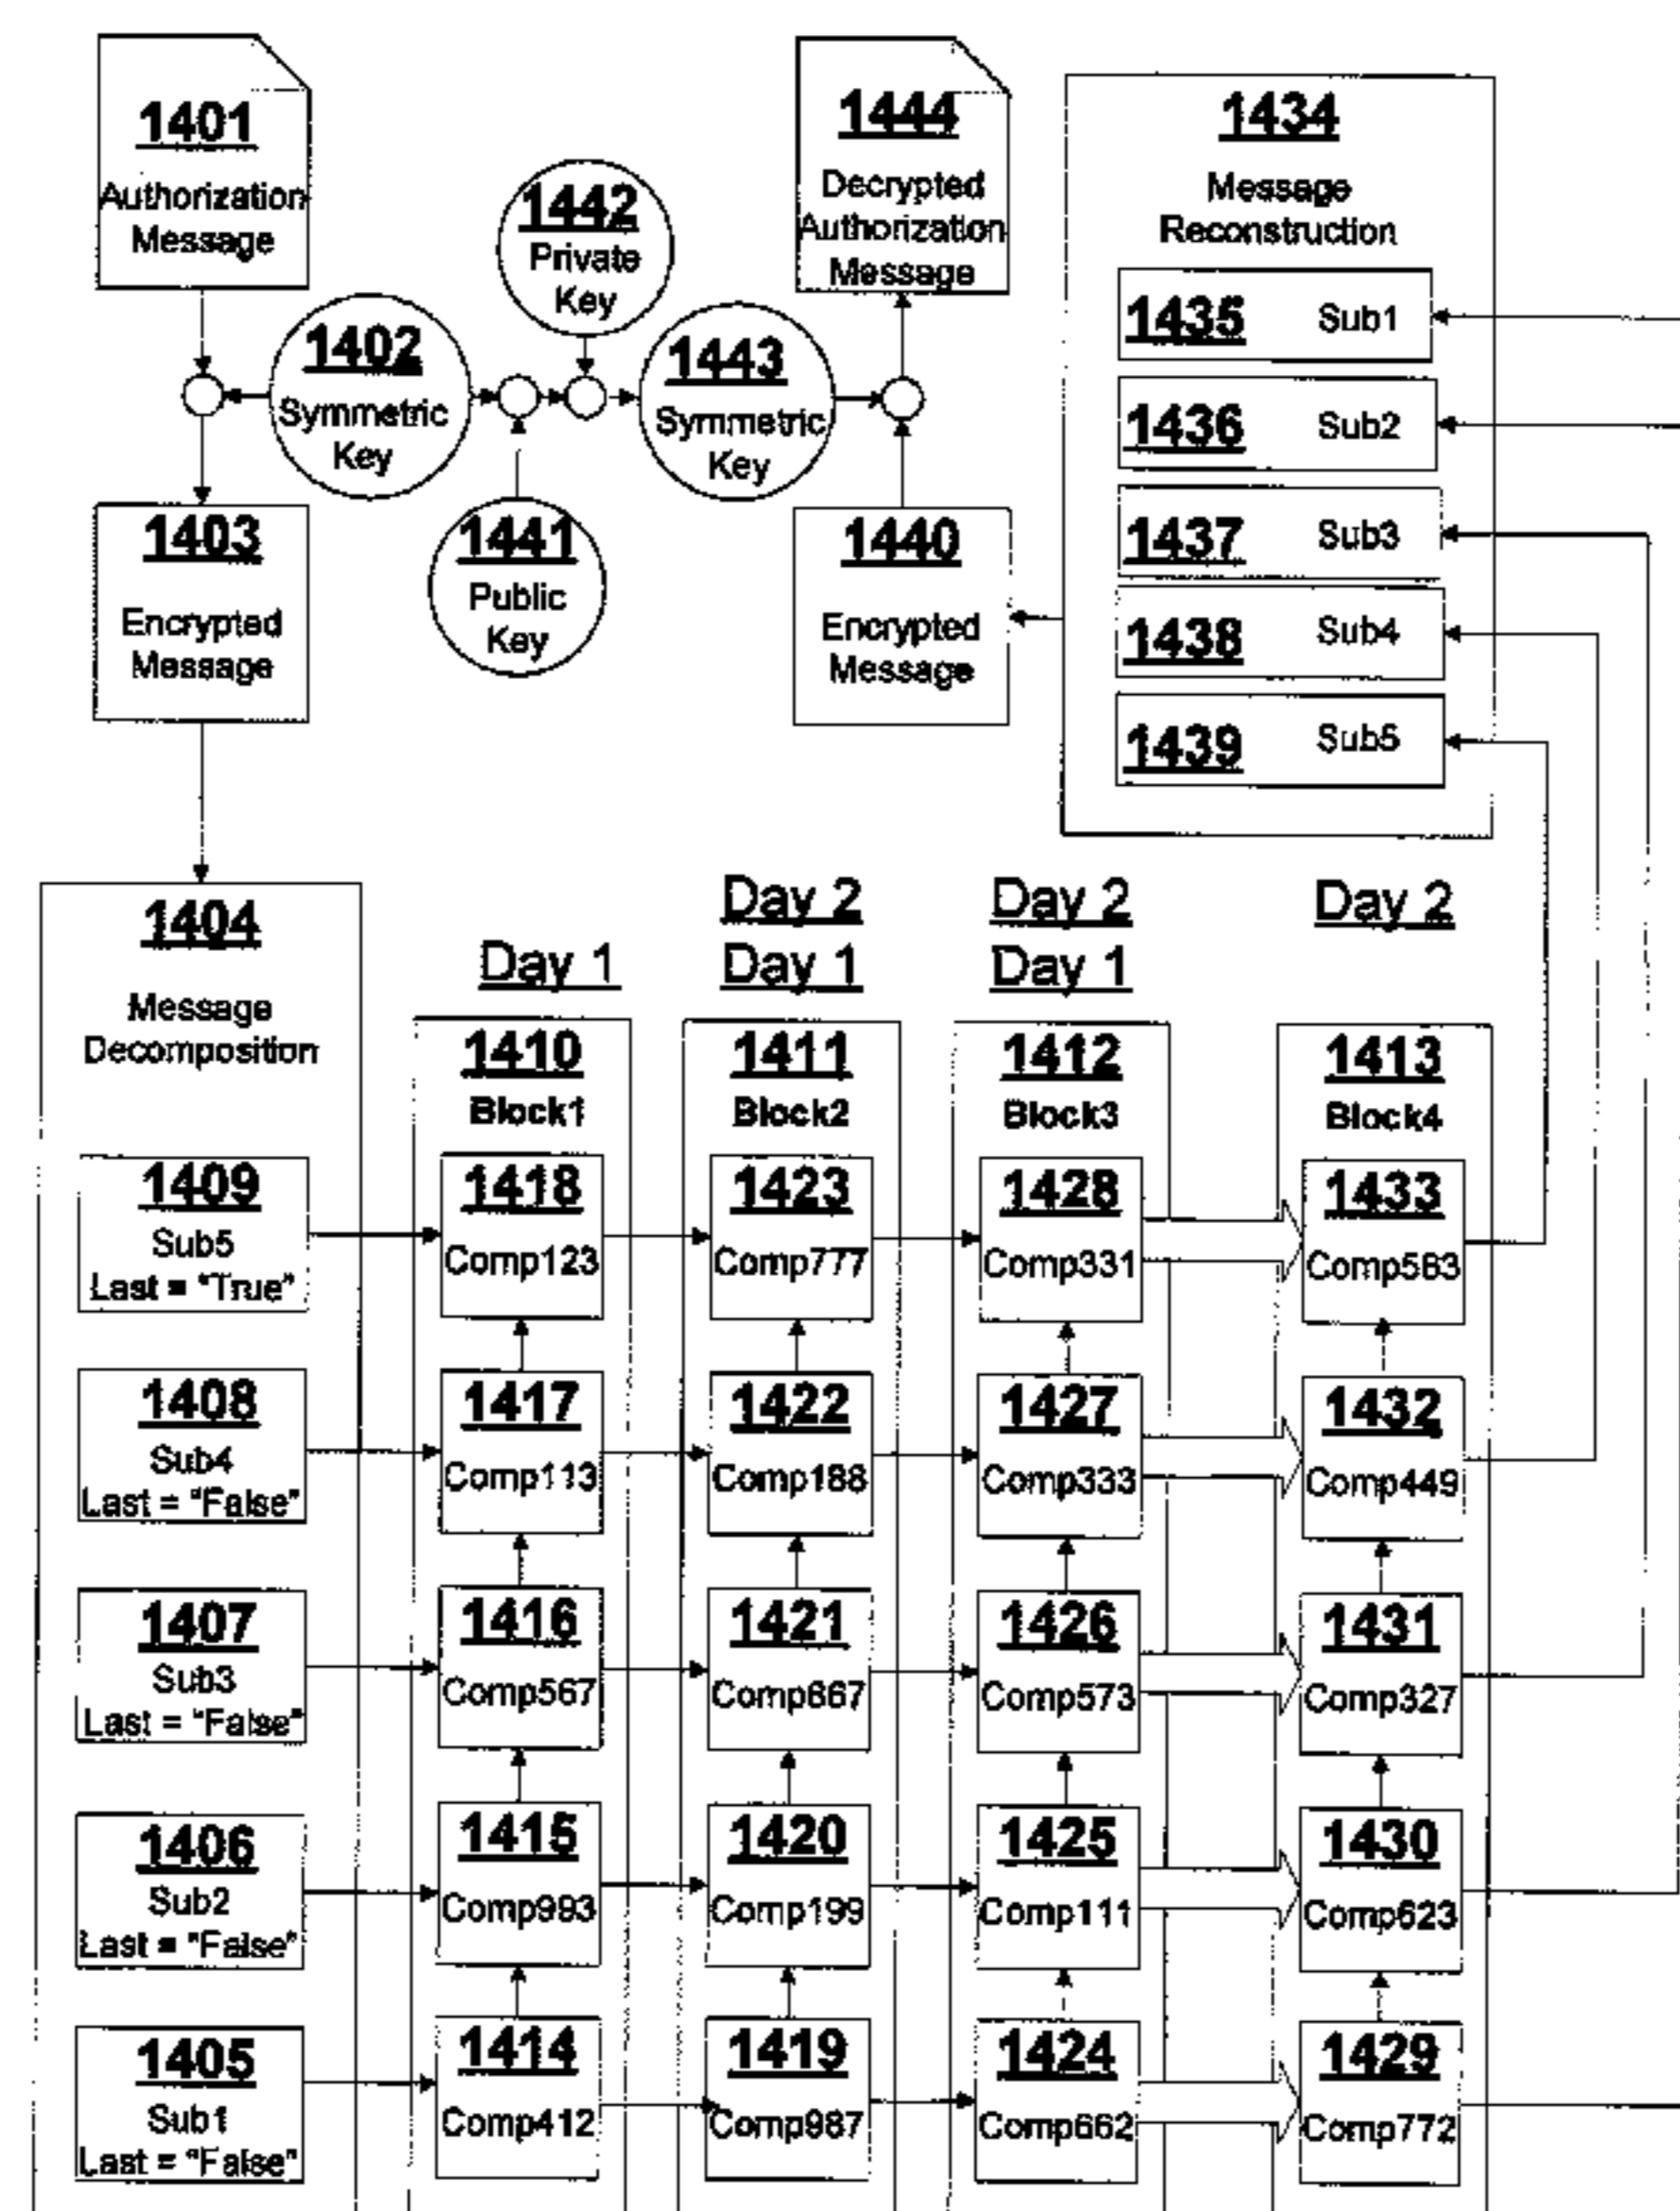 1401
Authorization
Message
1402
Symmetric
Key
1403
Encrypted
Message
1442
Private
Key
1441
Public
Key
1443
Symmetric
Key
1444
Decrypted
Authorization
Message
1440
Encrypted
Message
1434
Message
Reconstruction
1435 Sub1
1436 Sub2
1437 Sub3
1438 Sub4
1439 Sub5
1404
Message
Decomposition
Day 1
Day 2
Day 1
Day 2
Day 1
Day 2
1410
Block1
1411
Block2
1412
Block3
1413
Block4
1409
Sub5
Last = "True"
1418
Comp123
1423
Comp777
1428
Comp331
1433
Comp563
1408
Sub4
Last = "False"
1417
Comp113
1422
Comp188
1427
Comp333
1432
Comp449
1407
Sub3
Last = "False"
1416
Comp567
1421
Comp667
1426
Comp573
1431
Comp327
1406
Sub2
Last = "False"
1415
Comp993
1420
Comp199
1425
Comp111
1430
Comp623
1405
Sub1
Last = "False"
1414
Comp412
1419
Comp987
1424
Comp662
1429
Comp772